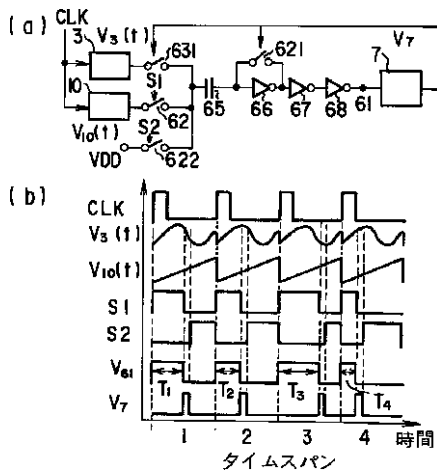 (a)
CLK
3 V₃(t) 631
S1
10
62
V₁₀(t) S2
VDD 622
65
621
66 67 68 61
7 V₇
(b)
CLK
V₃(t)
V₁₀(t)
S1
S2
V₆₁ T₁ T₂ T₃ T₄
V₇
1 2 3 4 時間
タイムスパン